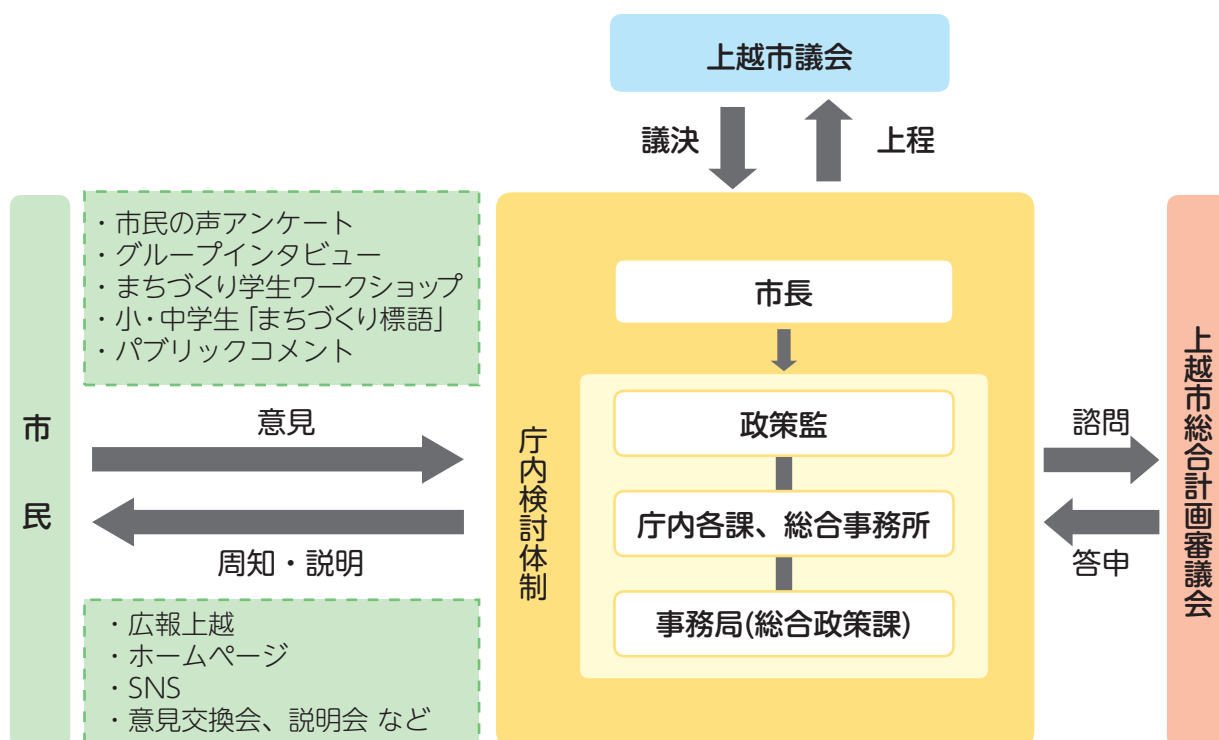 上越市議会
議決
上程
・市民の声アンケート
・グループインタビュー
・まちづくり学生ワークショップ
・小・中学生「まちづくり標語」
・パブリックコメント
市民
意見
周知・説明
・広報上越
・ホームページ
・SNS
・意見交換会、説明会 など
庁内検討体制
市長
政策監
庁内各課、総合事務所
事務局(総合政策課)
諮問
答申
上越市総合計画審議会